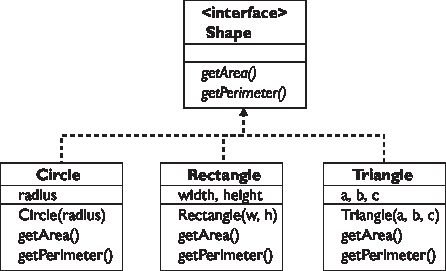 <interface>
Shape
getArea()
getPerimeter()
Circle
radius
Circle(radius)
getArea()
getPerimeter()
Rectangle
width, height
Rectangle(w, h)
getArea()
getPerimeter()
Triangle
a, b, c
Triangle(a, b, c)
getArea()
getPerimeter()